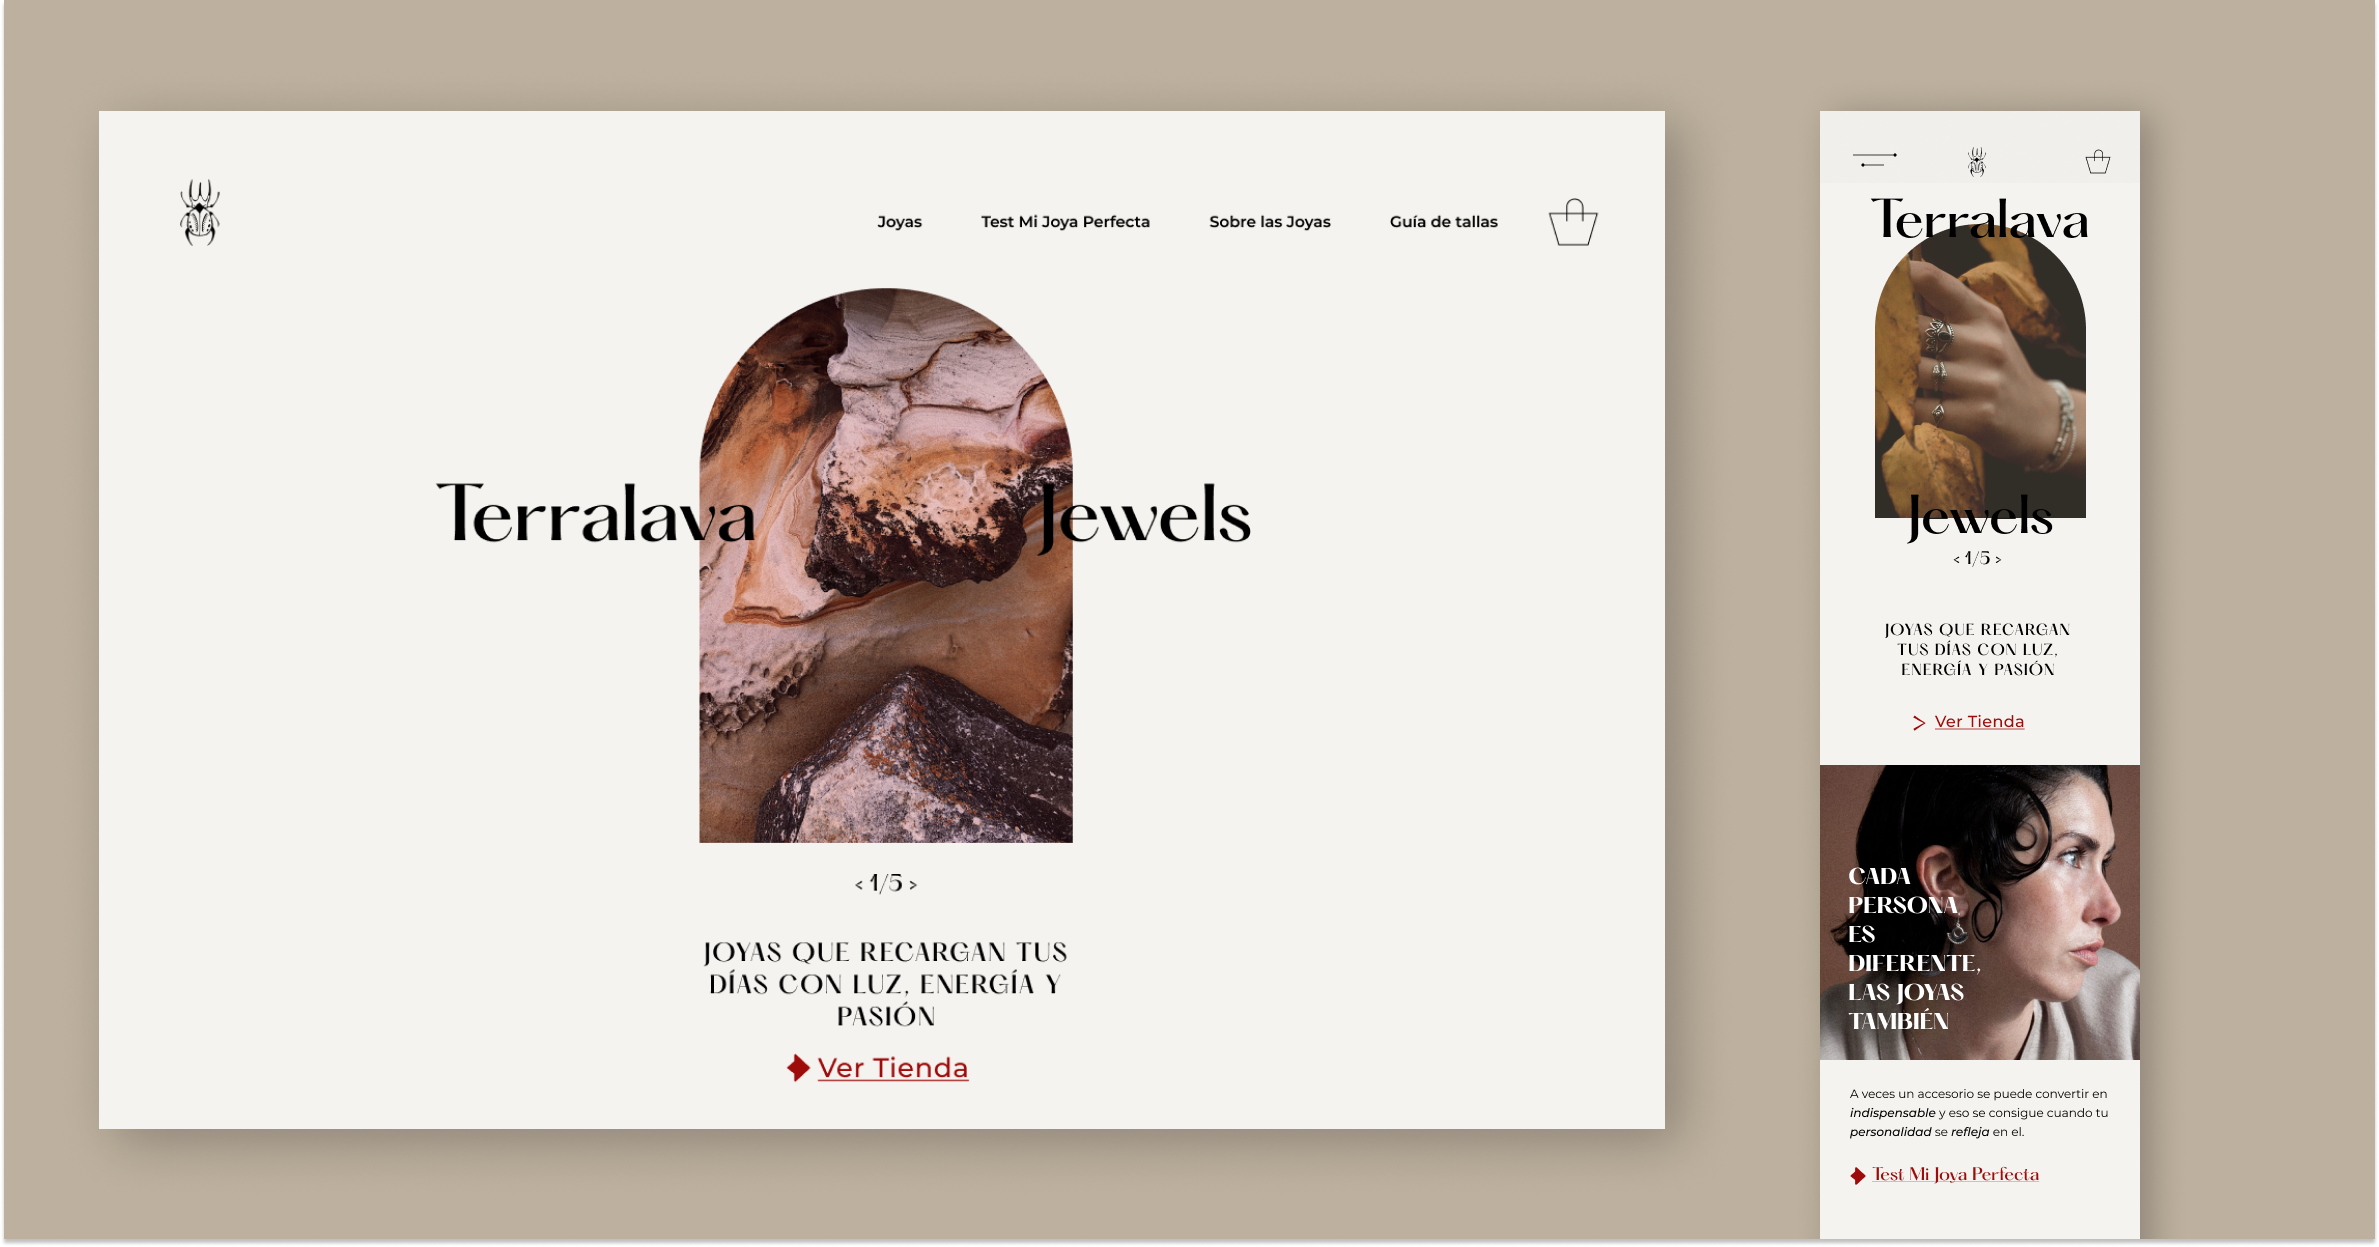 Joyas
Test Mi Joya Perfecta
Sobre las Joyas
Guía de tallas
Terralava Jewels
< 1/5 >
JOYAS QUE RECARGAN TUS
DÍAS CON LUZ, ENERGÍA Y
PASIÓN
Ver Tienda
Terralava
Jewels
< 1/5 >
JOYAS QUE RECARGAN
TUS DÍAS CON LUZ,
ENERGÍA Y PASIÓN
> Ver Tienda
CADA
PERSONA
ES
DIFERENTE,
LAS JOYAS
TAMBIÉN
A veces un accesorio se puede convertir en
indispensable y eso se consigue cuando tu
personalidad se refleja en el.
Test Mi Joya Perfecta